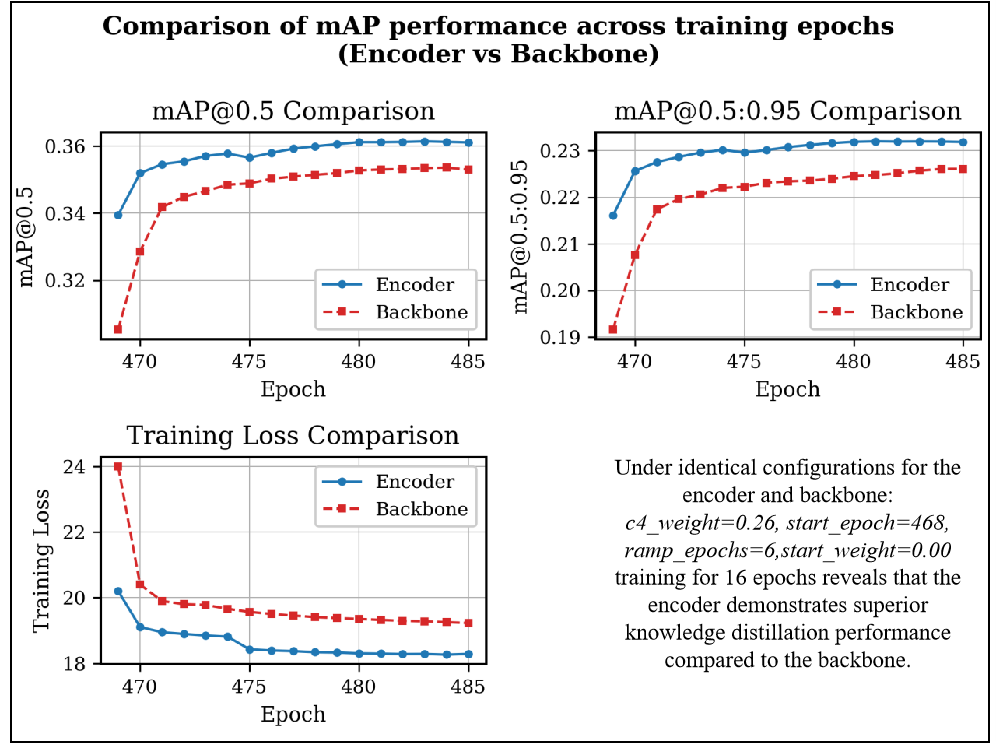 Comparison of mAP performance across training epochs
(Encoder vs Backbone)
mAP@0.5 Comparison
mAP@0.5
0.36
0.34
0.32
Encoder
Backbone
470
475
480
485
Epoch
mAP@0.5:0.95 Comparison
mAP@0.5:0.95
0.23
0.22
0.21
0.20
0.19
Encoder
Backbone
470
475
480
485
Epoch
Training Loss Comparison
Training Loss
24
22
20
18
Encoder
Backbone
470
475
480
485
Epoch
Under identical configurations for the
encoder and backbone:
c4_weight=0.26, start_epoch=468,
ramp_epochs=6,start_weight=0.00
training for 16 epochs reveals that the
encoder demonstrates superior
knowledge distillation performance
compared to the backbone.